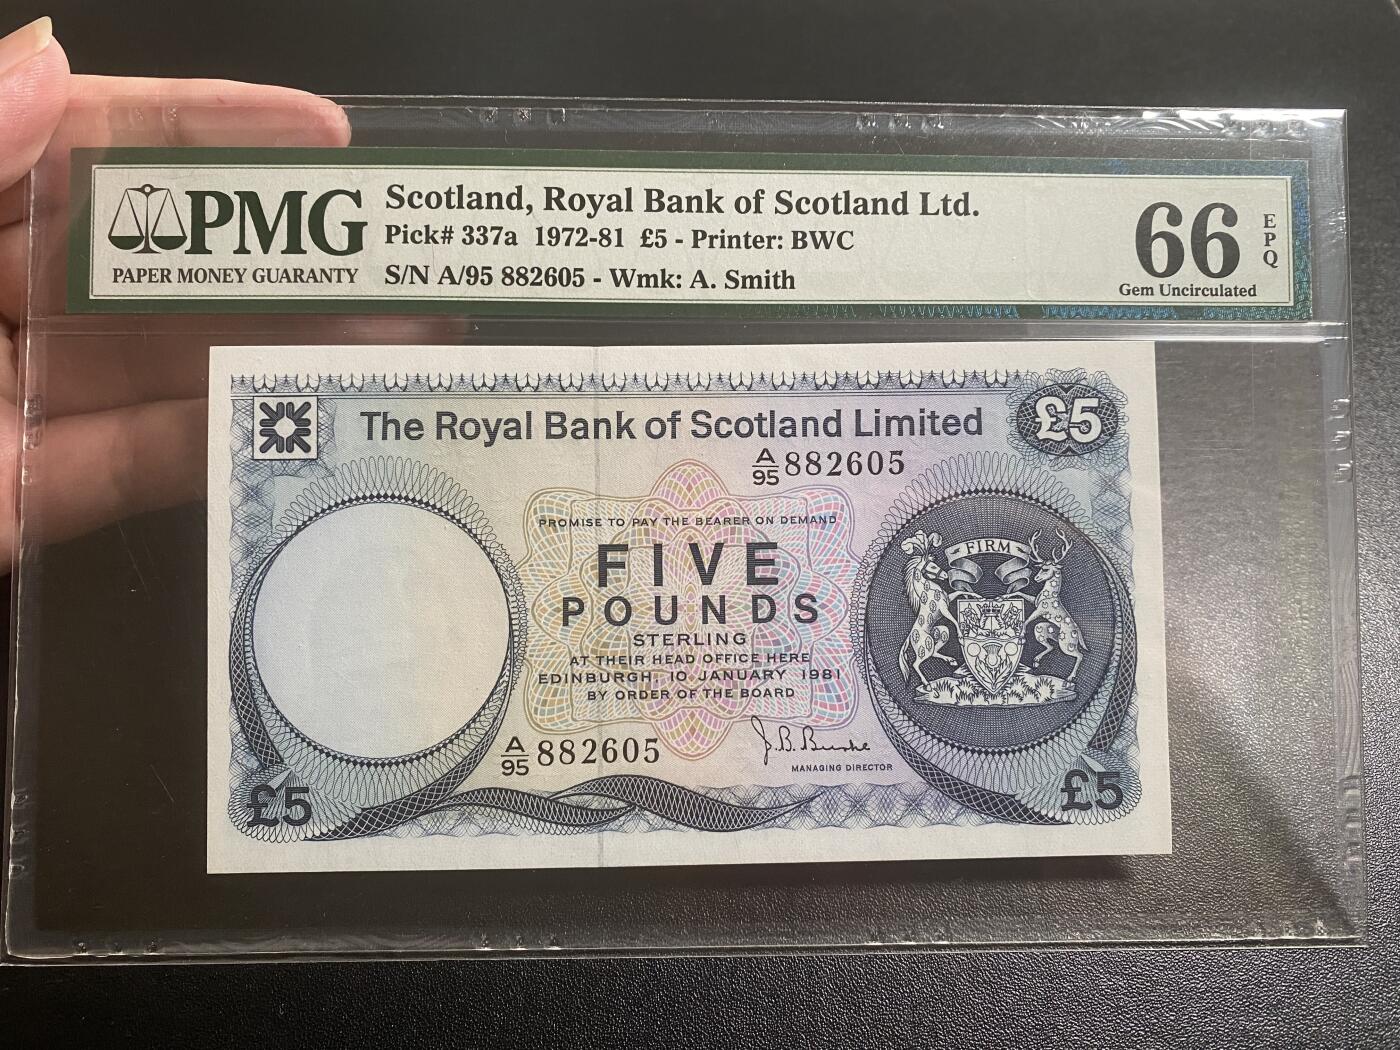 PMG
PAPER MONEY GUARANTY
Scotland, Royal Bank of Scotland Ltd.
Pick# 337a 1972-81 £5 - Printer: BWC
S/N A/95 882605 - Wmk: A. Smith
66
EPQ
Gem Uncirculated
The Royal Bank of Scotland Limited
£5
A/95 882605
PROMISE TO PAY THE BEARER ON DEMAND
FIVE
POUNDS
STERLING
AT THEIR HEAD OFFICE HERE
EDINBURGH, 10 JANUARY 1981
BY ORDER OF THE BOARD
FIRM
A/95 882605
J.B. Burke
MANAGING DIRECTOR
£5
£5